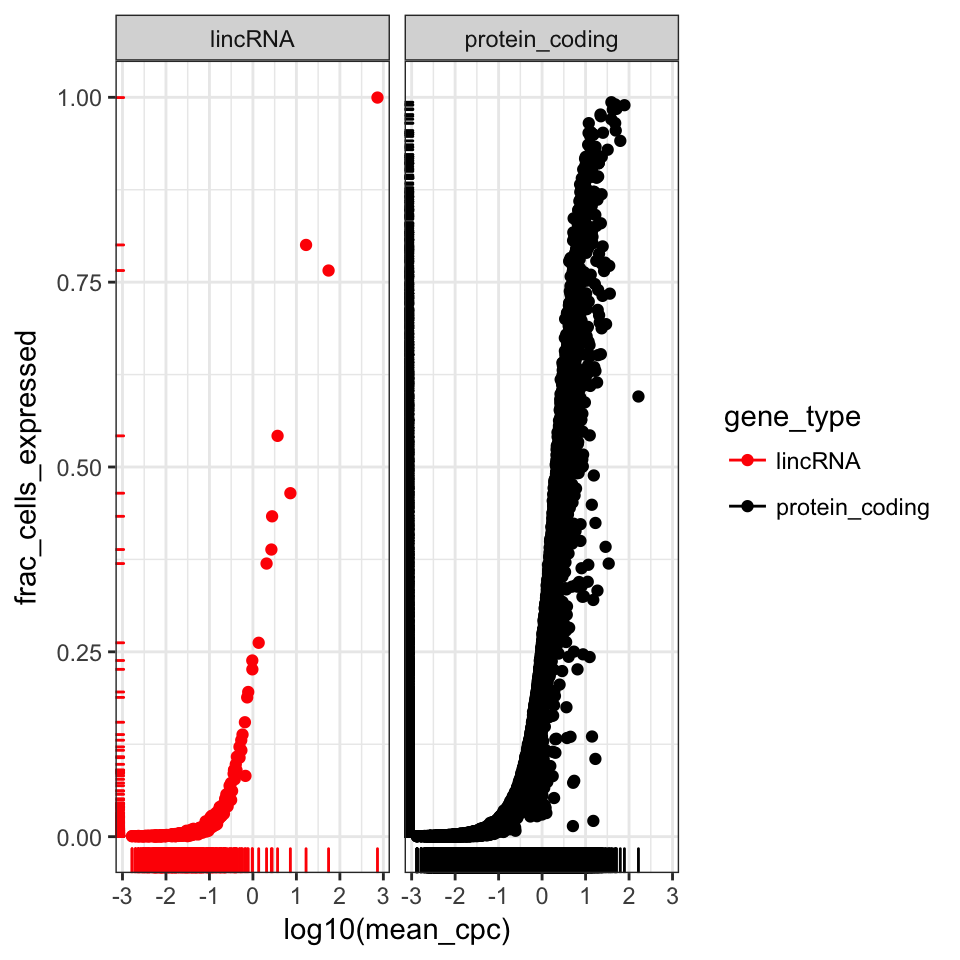 lincRNA
protein_coding
frac_cells_expressed
1.00
0.75
0.50
0.25
0.00
-3 -2 -1 0 1 2 3
-3 -2 -1 0 1 2 3
log10(mean_cpc)
gene_type
lincRNA
protein_coding